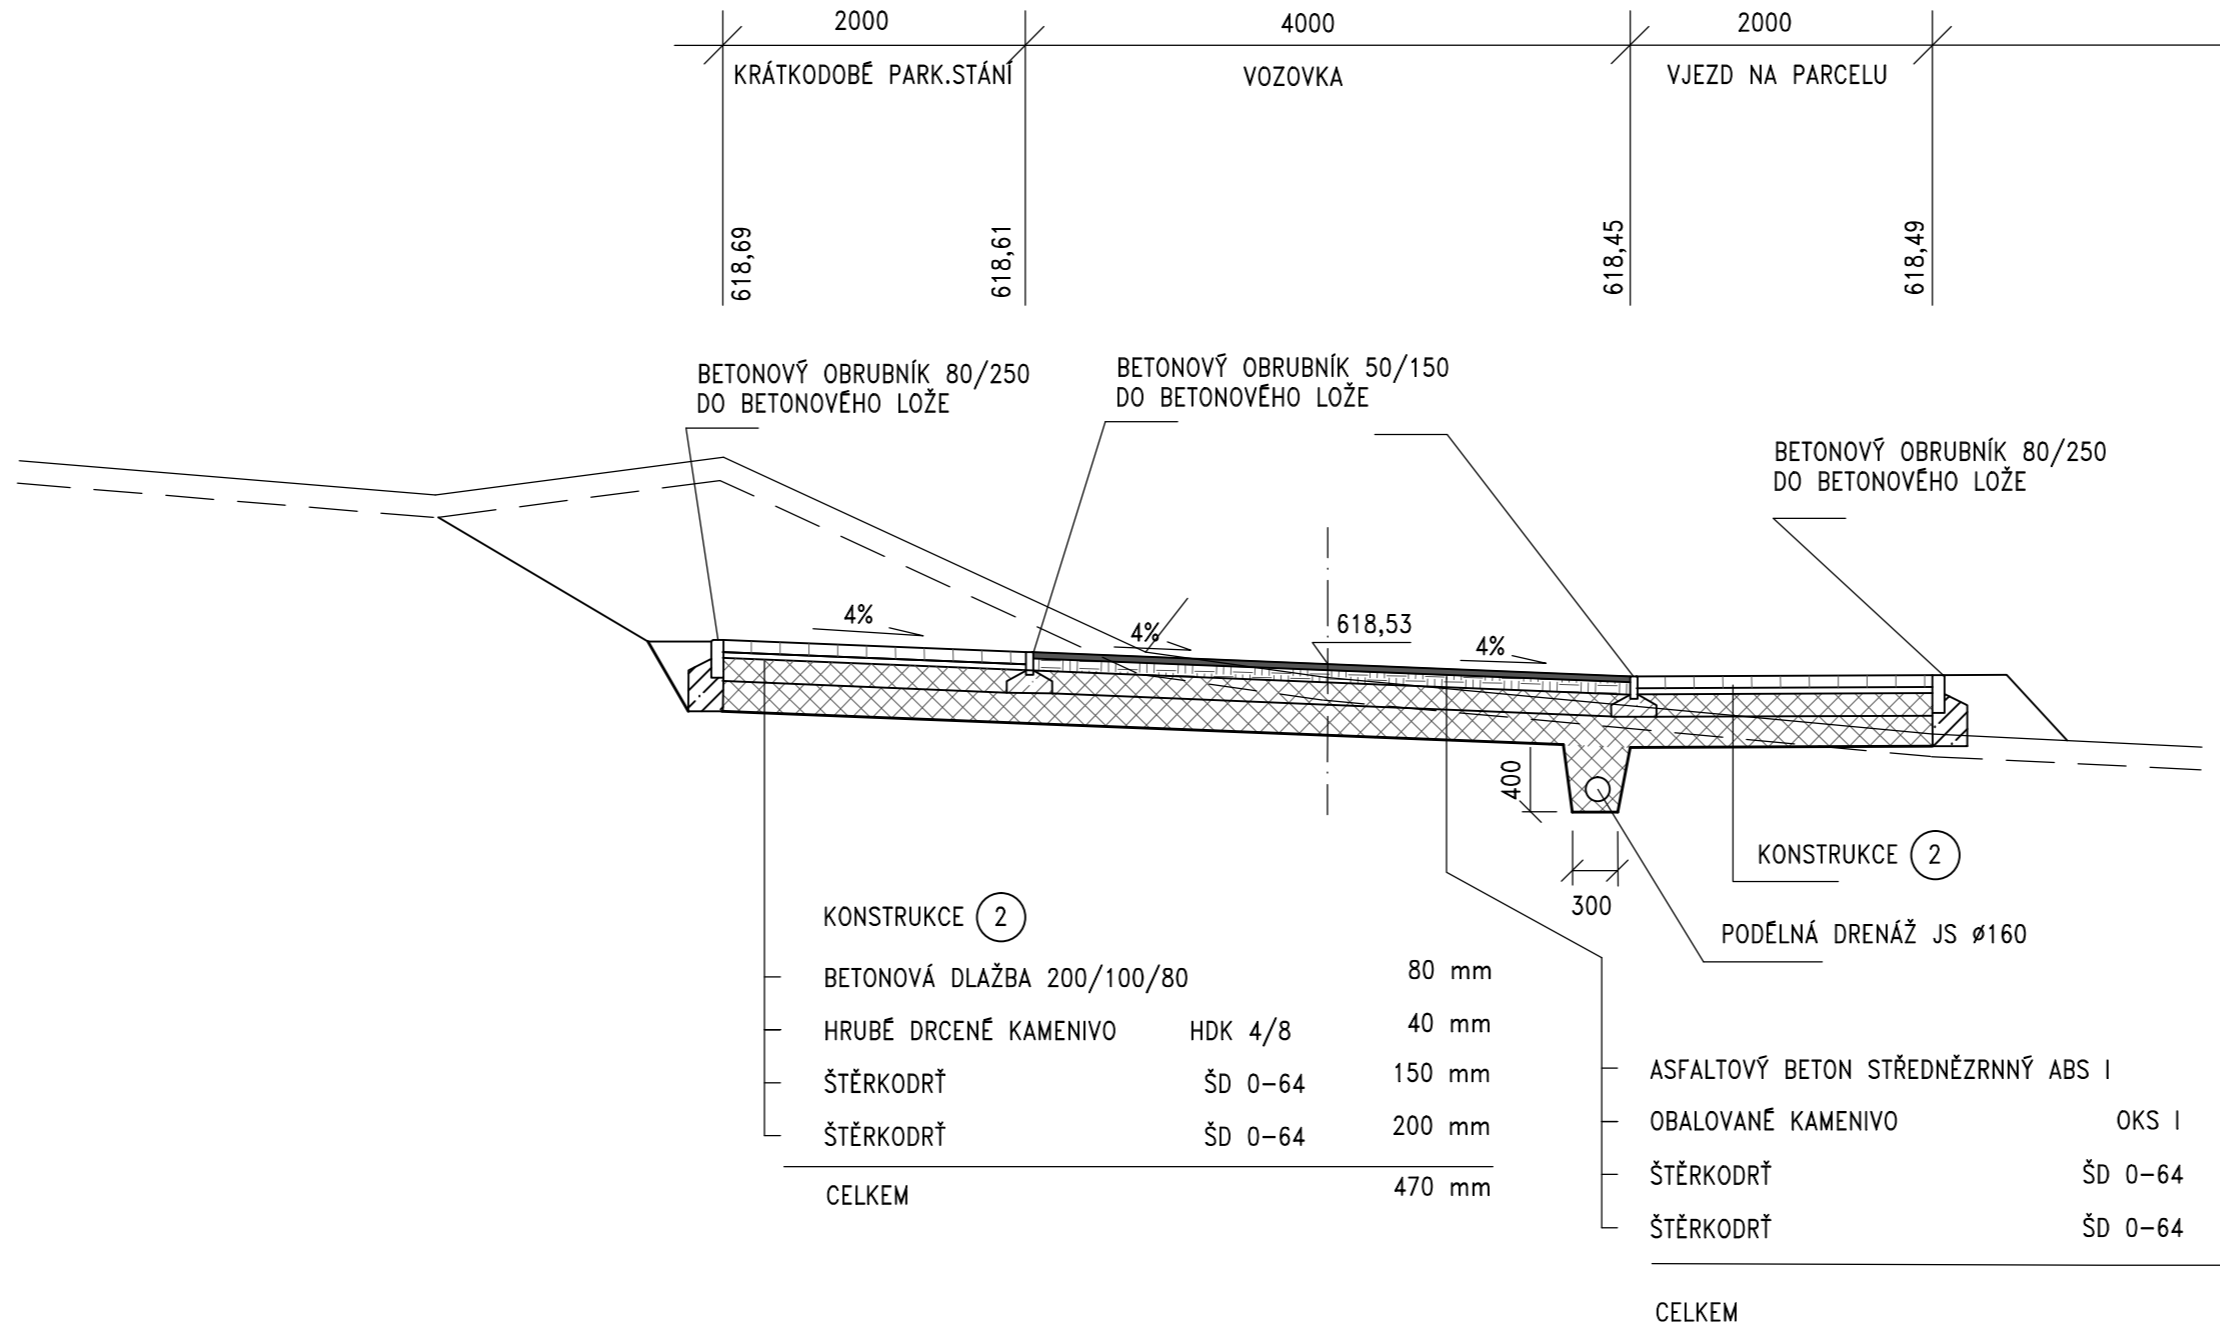 2000
4000
2000
KRÁTKODOBÉ PARK.STÁNÍ
VOZOVKA
VJEZD NA PARCELU
618,69
618,61
618,45
618,49
BETONOVÝ OBRUBNÍK 80/250
DO BETONOVÉHO LOŽE
BETONOVÝ OBRUBNÍK 50/150
DO BETONOVÉHO LOŽE
BETONOVÝ OBRUBNÍK 80/250
DO BETONOVÉHO LOŽE
4%
4%
618,53
4%
400
300
KONSTRUKCE 2
PODÉLNÁ DRENÁŽ JS ø160
KONSTRUKCE 2
BETONOVÁ DLAŽBA 200/100/80 80 mm
HRUBÉ DRCENÉ KAMENIVO HDK 4/8 40 mm
ŠTĚRKODRŤ ŠD 0-64 150 mm
ŠTĚRKODRŤ ŠD 0-64 200 mm
CELKEM 470 mm
ASFALTOVÝ BETON STŘEDNĚZRNNÝ ABS I
OBALOVANÉ KAMENIVO OKS I
ŠTĚRKODRŤ ŠD 0-64
ŠTĚRKODRŤ ŠD 0-64
CELKEM